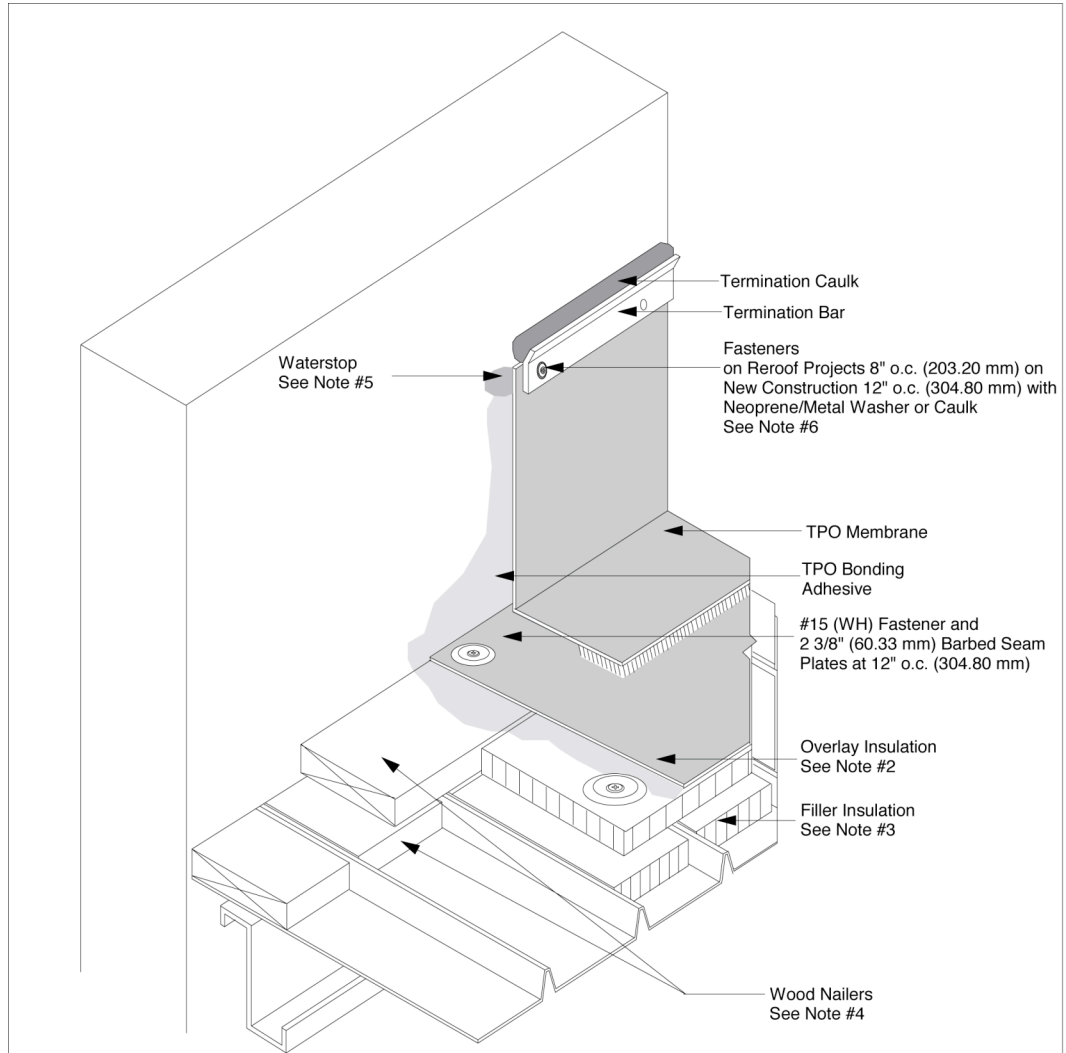 Termination Caulk
Termination Bar
Waterstop
See Note #5
Fasteners
on Reroof Projects 8" o.c. (203.20 mm) on
New Construction 12" o.c. (304.80 mm) with
Neoprene/Metal Washer or Caulk
See Note #6
TPO Membrane
TPO Bonding
Adhesive
#15 (WH) Fastener and
2 3/8" (60.33 mm) Barbed Seam
Plates at 12" o.c. (304.80 mm)
Overlay Insulation
See Note #2
Filler Insulation
See Note #3
Wood Nailers
See Note #4